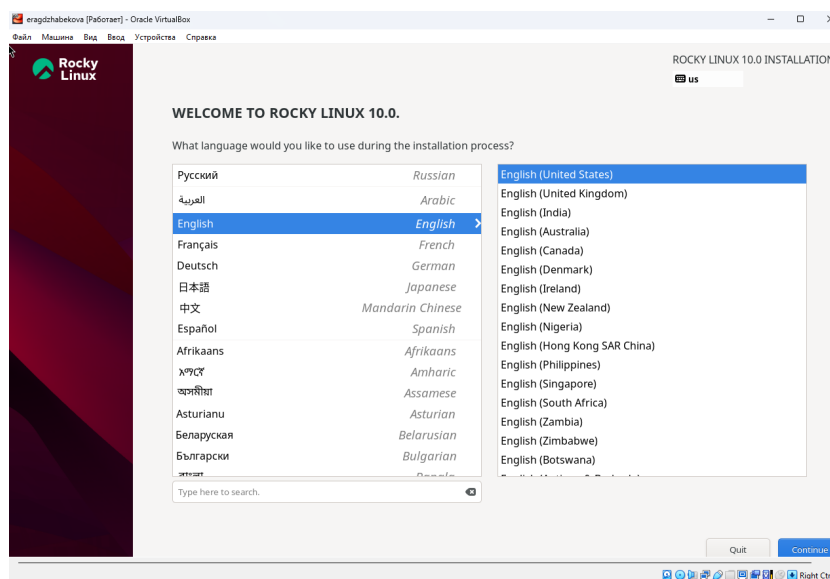 eragdzhabekova [Работает] - Oracle VirtualBox
Файл Машина Вид Ввод Устройства Справка
Rocky
Linux
ROCKY LINUX 10.0 INSTALLATION
us
WELCOME TO ROCKY LINUX 10.0.
What language would you like to use during the installation process?
Русский Russian
العربية Arabic
English English
Français French
Deutsch German
日本語 Japanese
中文 Mandarin Chinese
Español Spanish
Afrikaans Afrikaans
አማርኛ Amharic
অসমীয়া Assamese
Asturianu Asturian
Беларуская Belarusian
Български Bulgarian
English (United States)
English (United Kingdom)
English (India)
English (Australia)
English (Canada)
English (Denmark)
English (Ireland)
English (New Zealand)
English (Nigeria)
English (Hong Kong SAR China)
English (Philippines)
English (Singapore)
English (South Africa)
English (Zambia)
English (Zimbabwe)
English (Botswana)
Type here to search.
Quit
Continue
Right Ctr